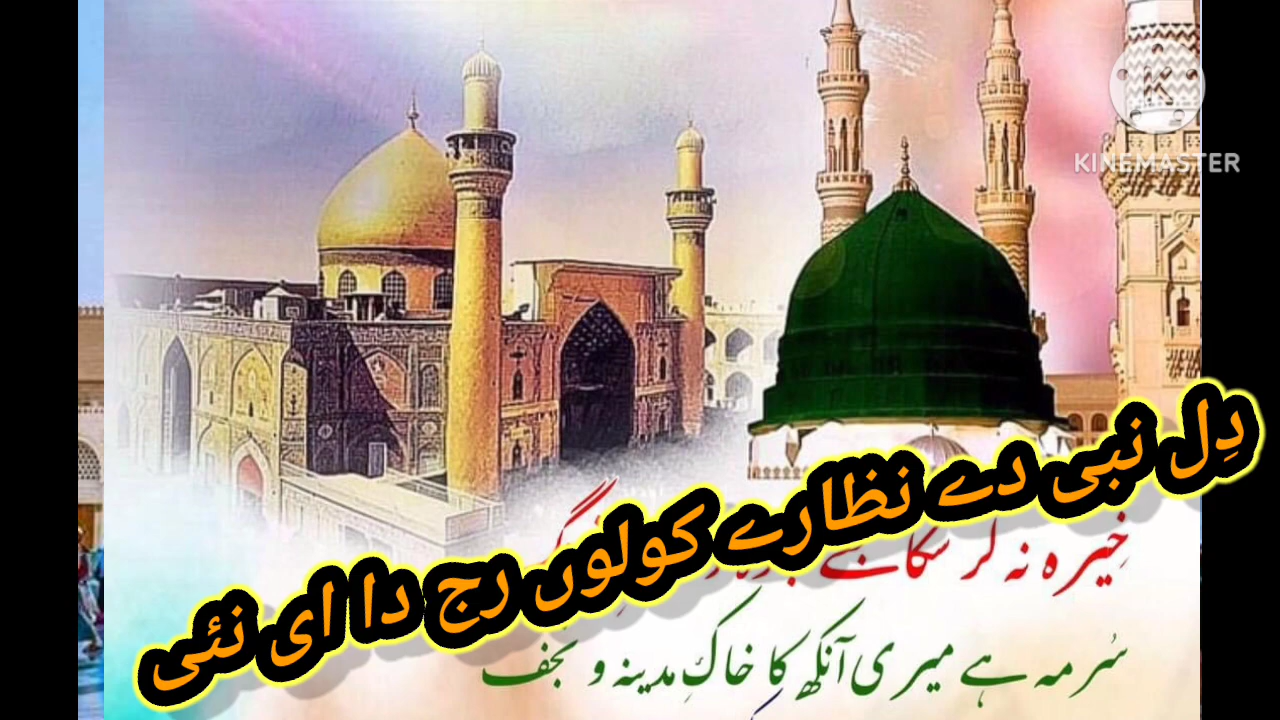 KINEMASTER
دِل نبی دے نظارے کولوں رج دا ای نئی
خیرہ نہ کر سکا
سُرمہ ہے میری آنکھ کا خاکِ مدینہ و نجف